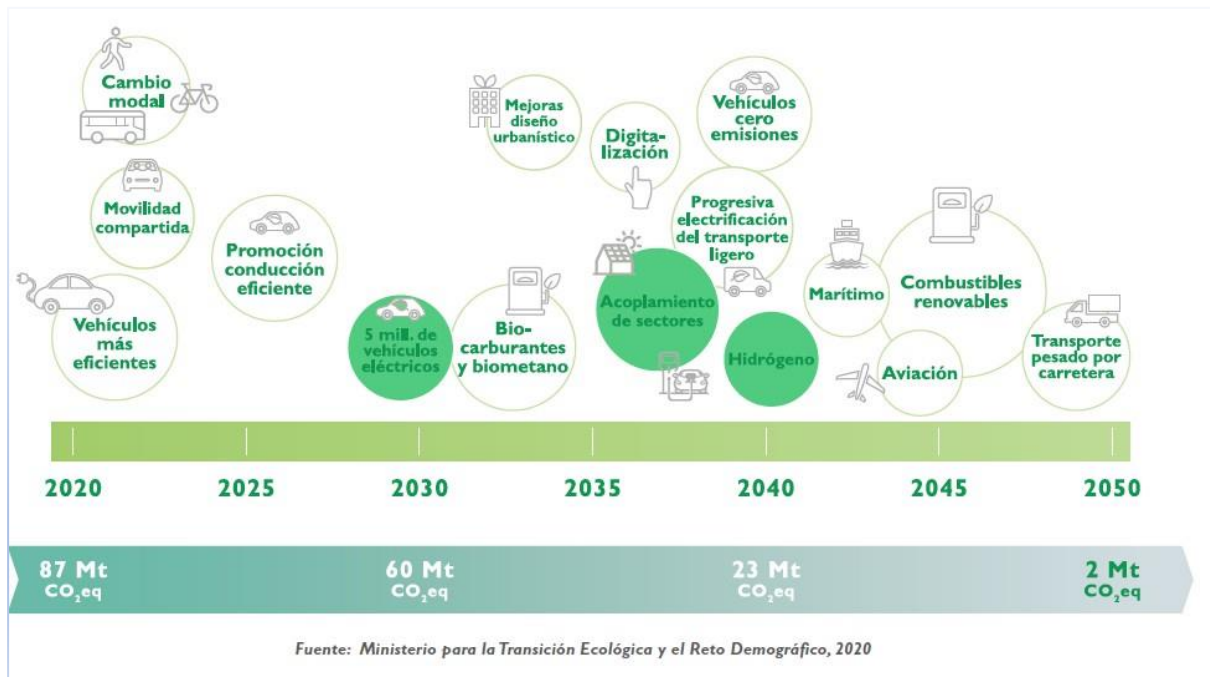 Cambio
modal
Movilidad
compartida
Vehículos
más
eficientes
Promoción
conducción
eficiente
5 mill. de
vehículos
eléctricos
Bio-
carburantes
y biometano
Mejoras
diseño
urbanístico
Digita-
lización
Vehículos
cero
emisiones
Progresiva
electrificación
del transporte
ligero
Acoplamiento
de sectores
Hidrógeno
Marítimo
Combustibles
renovables
Aviación
Transporte
pesado por
carretera
2020 2025 2030 2035 2040 2045 2050
87 Mt 60 Mt 23 Mt 2 Mt
CO₂eq CO₂eq CO₂eq CO₂eq
Fuente: Ministerio para la Transición Ecológica y el Reto Demográfico, 2020